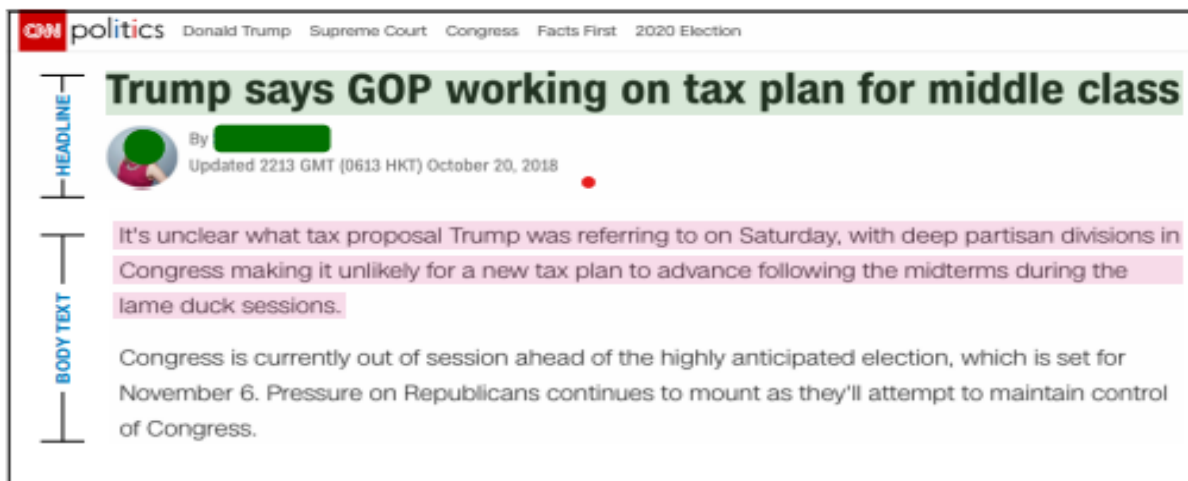 CNN politics Donald Trump Supreme Court Congress Facts First 2020 Election
HEADLINE
Trump says GOP working on tax plan for middle class
By
Updated 2213 GMT (0613 HKT) October 20, 2018
BODY TEXT
It's unclear what tax proposal Trump was referring to on Saturday, with deep partisan divisions in
Congress making it unlikely for a new tax plan to advance following the midterms during the
lame duck sessions.
Congress is currently out of session ahead of the highly anticipated election, which is set for
November 6. Pressure on Republicans continues to mount as they'll attempt to maintain control
of Congress.